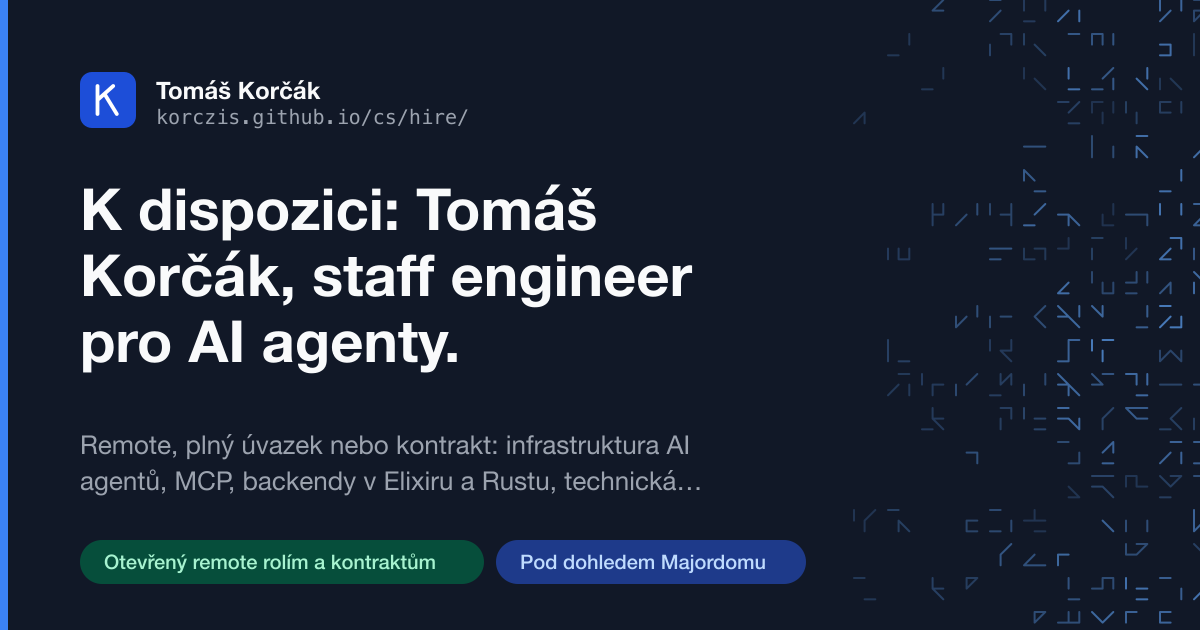 K
Tomáš Korčák
korczis.github.io/cs/hire/
K dispozici: Tomáš
Korčák, staff engineer
pro AI agenty.
Remote, plný úvazek nebo kontrakt: infrastruktura AI
agentů, MCP, backendy v Elixiru a Rustu, technická…
Otevřený remote rolím a kontraktům
Pod dohledem Majordomu